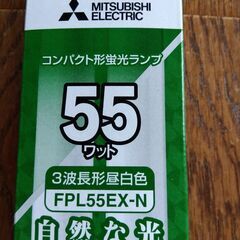 MITSUBISHI
ELECTRIC
コンパクト形蛍光ランプ
55
ワット
3波長形昼白色
FPL55EX-N
自然な光